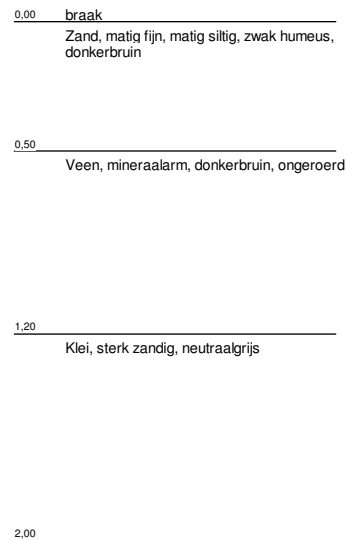 0,00 braak
Zand, matig fijn, matig siltig, zwak humeus,
donkerbruin
0,50
Veen, mineraalarm, donkerbruin, ongeroerd
1,20
Klei, sterk zandig, neutraalgrijs
2,00